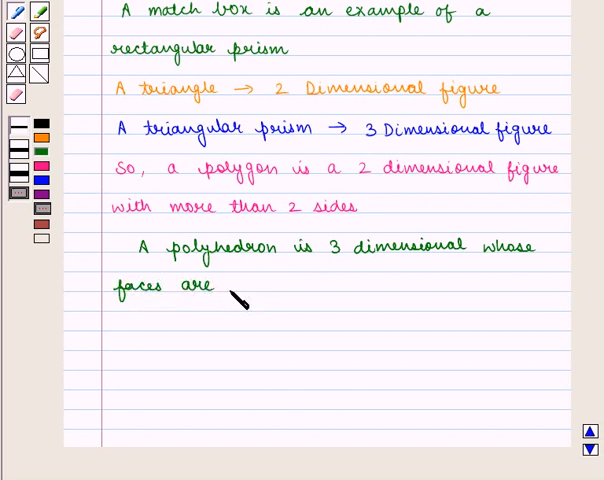 A match box is an example of a
rectangular prism
A triangle → 2 Dimensional figure
A triangular prism → 3 Dimensional figure
So, a polygon is a 2 dimensional figure
with more than 2 sides
A polyhedron is 3 dimensional whose
faces are